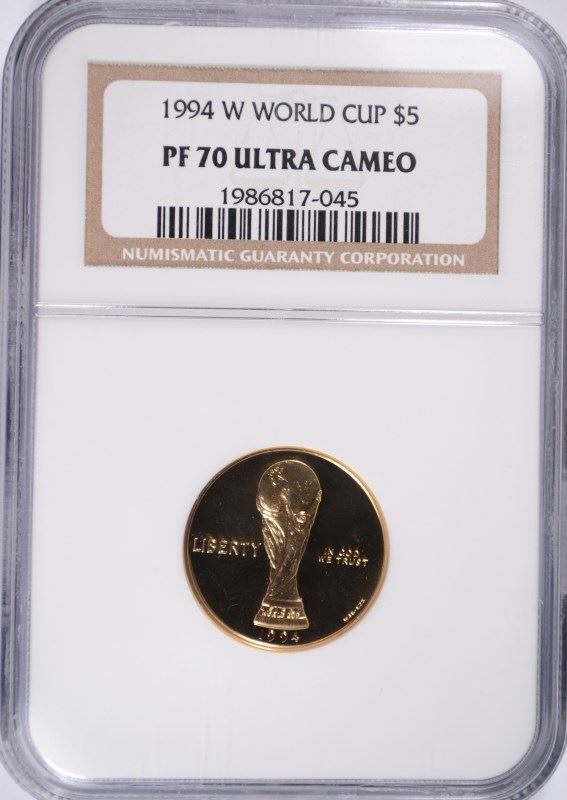 1994 W WORLD CUP $5
PF 70 ULTRA CAMEO
1986817-045
NUMISMATIC GUARANTY CORPORATION
LIBERTY
IN GOD
WE TRUST
1994